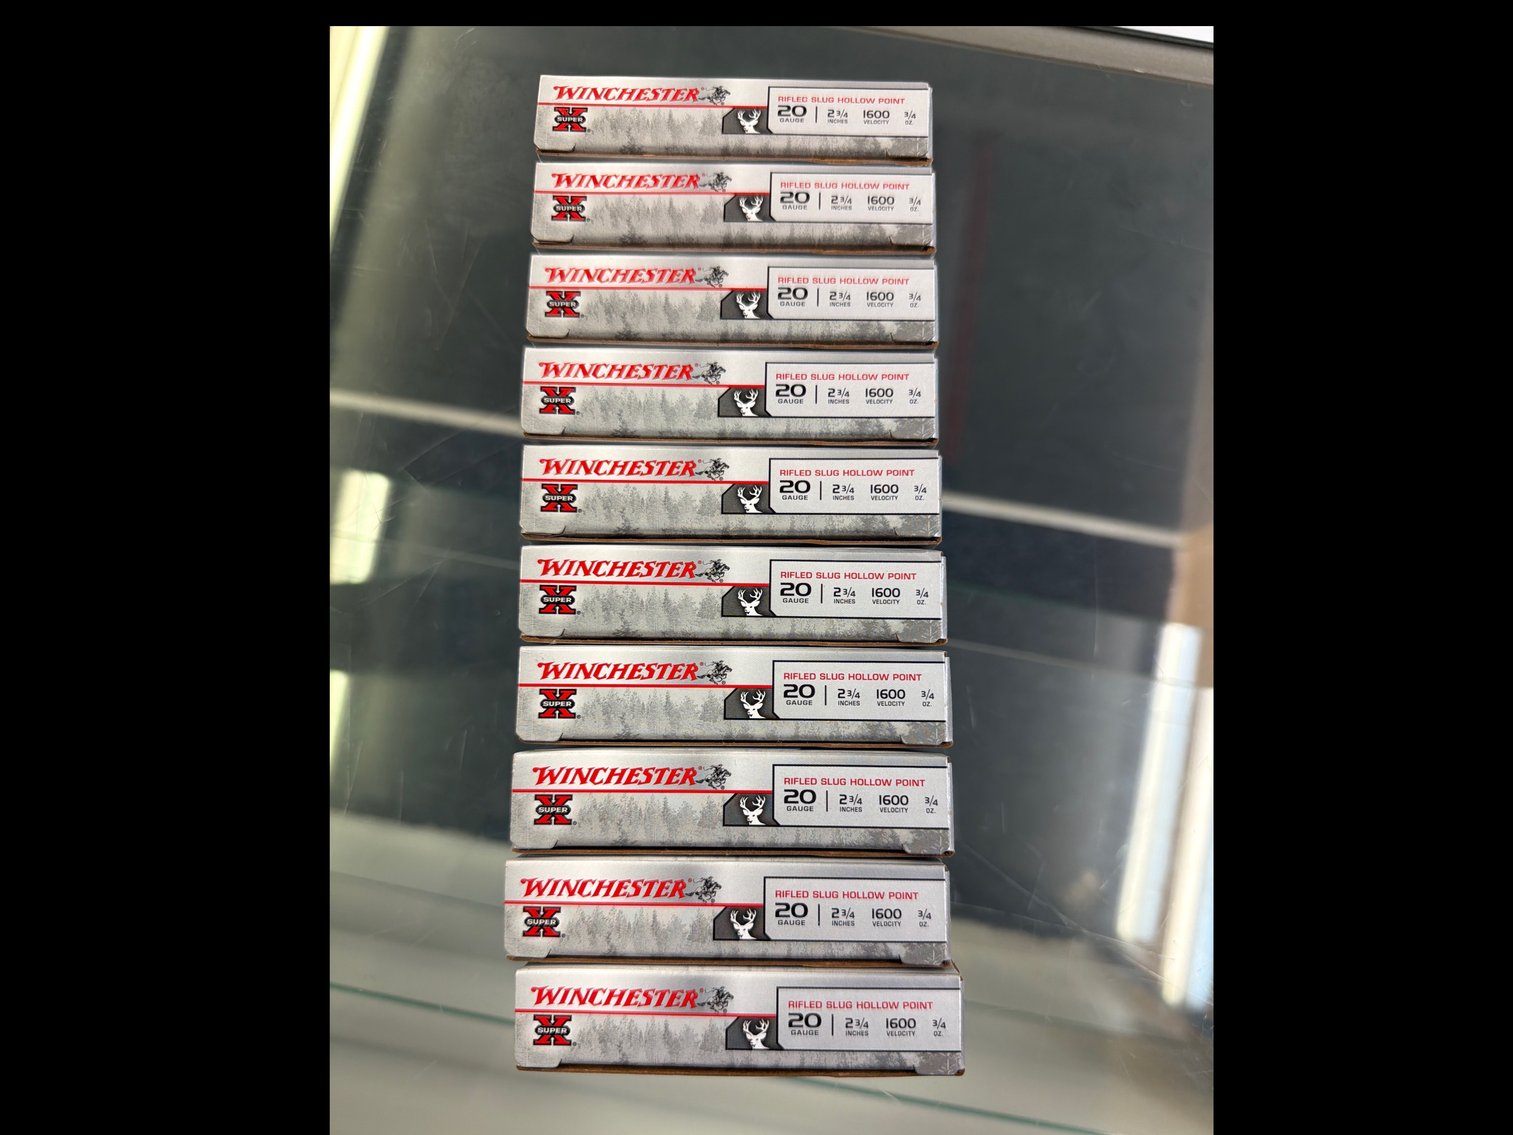 WINCHESTER®
SUPER X®
RIFLED SLUG HOLLOW POINT
20 GAUGE | 2 3/4 INCHES 1600 VELOCITY 3/4 OZ.
WINCHESTER®
SUPER X®
RIFLED SLUG HOLLOW POINT
20 GAUGE | 2 3/4 INCHES 1600 VELOCITY 3/4 OZ.
WINCHESTER®
SUPER X®
RIFLED SLUG HOLLOW POINT
20 GAUGE | 2 3/4 INCHES 1600 VELOCITY 3/4 OZ.
WINCHESTER®
SUPER X®
RIFLED SLUG HOLLOW POINT
20 GAUGE | 2 3/4 INCHES 1600 VELOCITY 3/4 OZ.
WINCHESTER®
SUPER X®
RIFLED SLUG HOLLOW POINT
20 GAUGE | 2 3/4 INCHES 1600 VELOCITY 3/4 OZ.
WINCHESTER®
SUPER X®
RIFLED SLUG HOLLOW POINT
20 GAUGE | 2 3/4 INCHES 1600 VELOCITY 3/4 OZ.
WINCHESTER®
SUPER X®
RIFLED SLUG HOLLOW POINT
20 GAUGE | 2 3/4 INCHES 1600 VELOCITY 3/4 OZ.
WINCHESTER®
SUPER X®
RIFLED SLUG HOLLOW POINT
20 GAUGE | 2 3/4 INCHES 1600 VELOCITY 3/4 OZ.
WINCHESTER®
SUPER X®
RIFLED SLUG HOLLOW POINT
20 GAUGE | 2 3/4 INCHES 1600 VELOCITY 3/4 OZ.
WINCHESTER®
SUPER X®
RIFLED SLUG HOLLOW POINT
20 GAUGE | 2 3/4 INCHES 1600 VELOCITY 3/4 OZ.